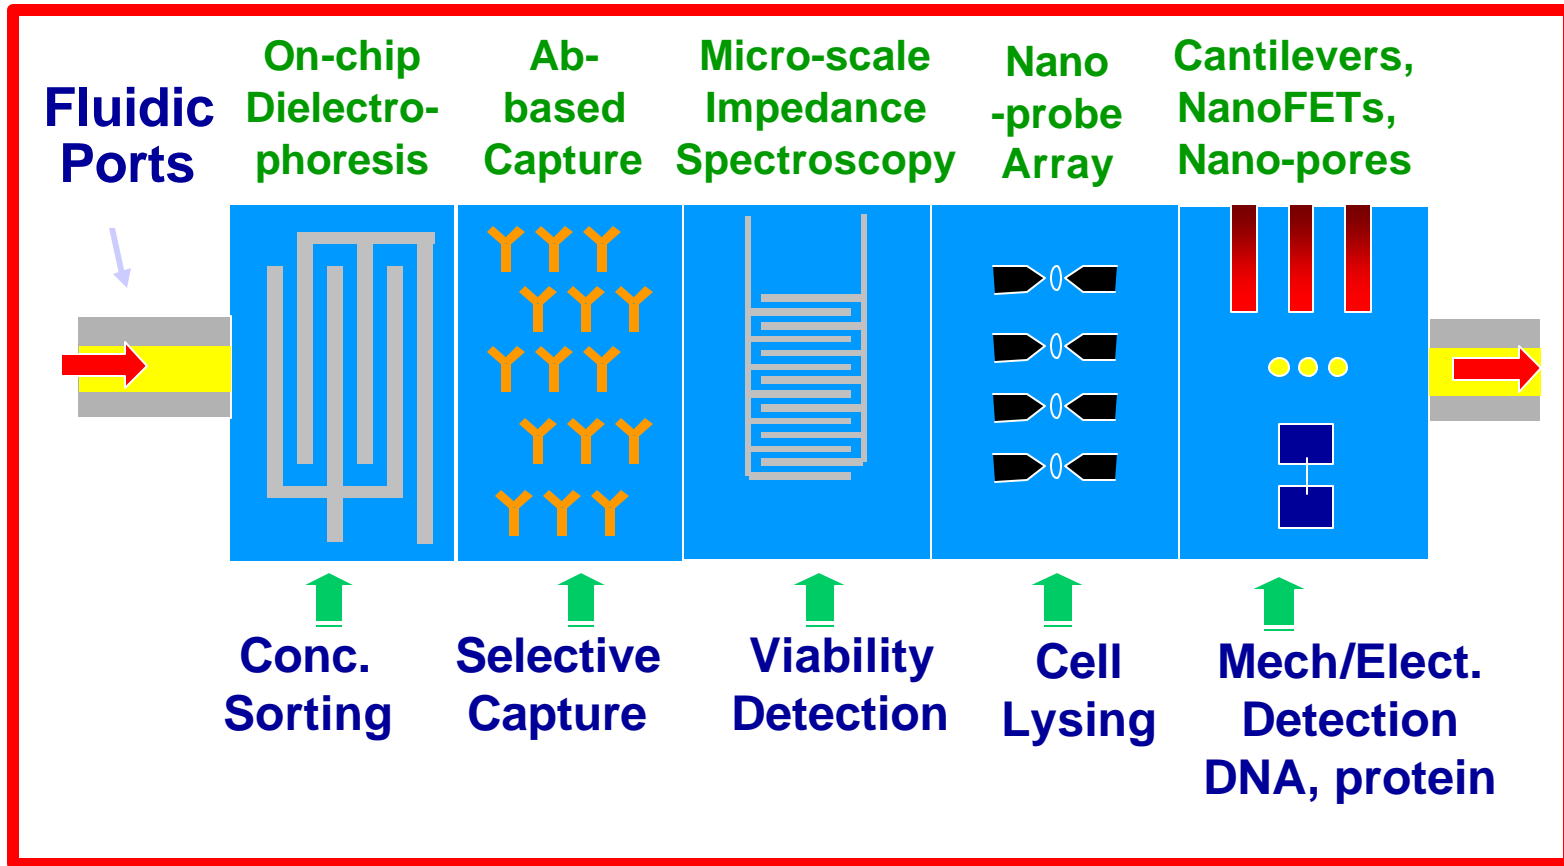 Fluidic
Ports
On-chip
Dielectro-
phoresis
Ab-
based
Capture
Micro-scale
Impedance
Spectroscopy
Nano
-probe
Array
Cantilevers,
NanoFETs,
Nano-pores
Conc.
Sorting
Selective
Capture
Viability
Detection
Cell
Lysing
Mech/Elect.
Detection
DNA, protein